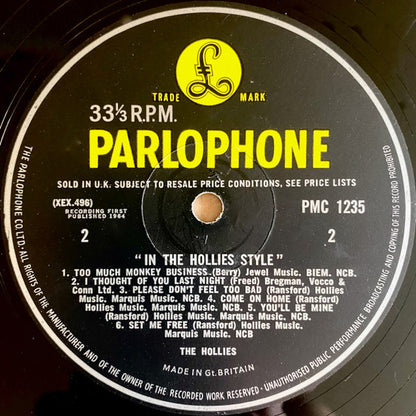 TRADE MARK
33⅓ R.P.M.
PARLOPHONE
SOLD IN U.K. SUBJECT TO RESALE PRICE CONDITIONS, SEE PRICE LISTS
(XEX.496) PMC 1235
RECORDING FIRST
PUBLISHED 1964
2 2
"IN THE HOLLIES STYLE"
1. TOO MUCH MONKEY BUSINESS (Berry) Jewel Music. BIEM. NCB.
2. I THOUGHT OF YOU LAST NIGHT (Freed) Bregman, Vocco &
Conn Ltd. 3. PLEASE DON'T FEEL TOO BAD (Ransford) Hollies
Music. Marquis Music. NCB. 4. COME ON HOME (Ransford)
Hollies Music. Marquis Music. NCB. 5. YOU'LL BE MINE
(Ransford) Hollies Music. Marquis Music. NCB.
6. SET ME FREE (Ransford) Hollies Music.
Marquis Music. NCB
THE HOLLIES
MADE IN Gt. BRITAIN
THE PARLOPHONE CO. LTD. ALL RIGHTS OF THE MANUFACTURER AND OF THE OWNER OF THE RECORDED WORK RESERVED · UNAUTHORISED PUBLIC PERFORMANCE BROADCASTING AND COPYING OF THIS RECORD PROHIBITED